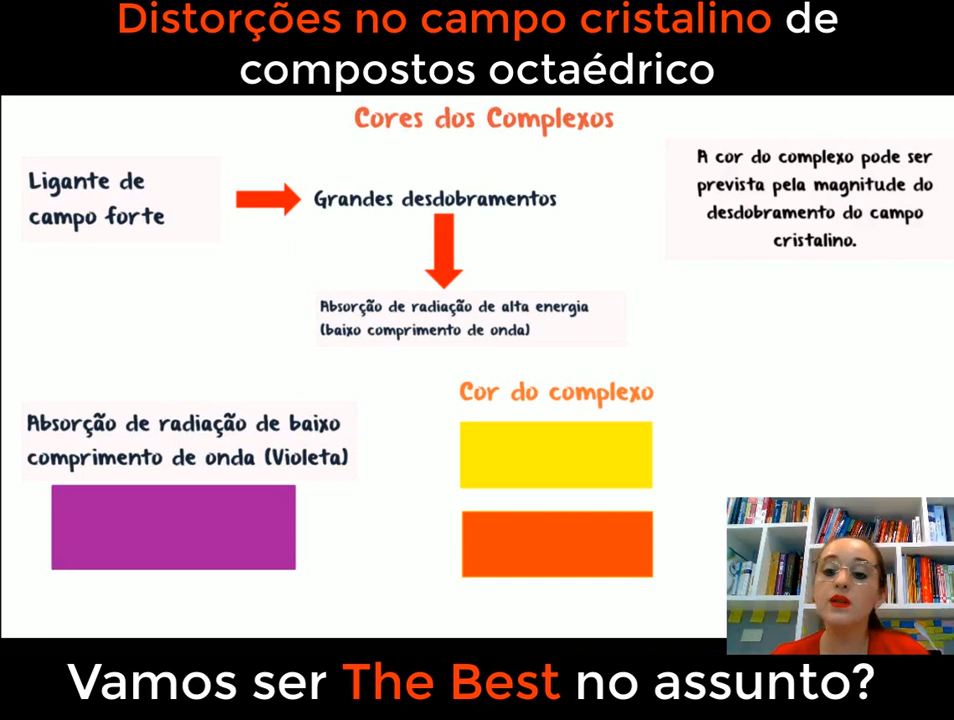 Distorções no campo cristalino de
compostos octaédrico
Cores dos Complexos
Ligante de
campo forte
Grandes desdobramentos
A cor do complexo pode ser
prevista pela magnitude do
desdobramento do campo
cristalino.
Absorção de radiação de alta energia
(baixo comprimento de onda)
Absorção de radiação de baixo
comprimento de onda (Violeta)
Cor do complexo
Vamos ser The Best no assunto?